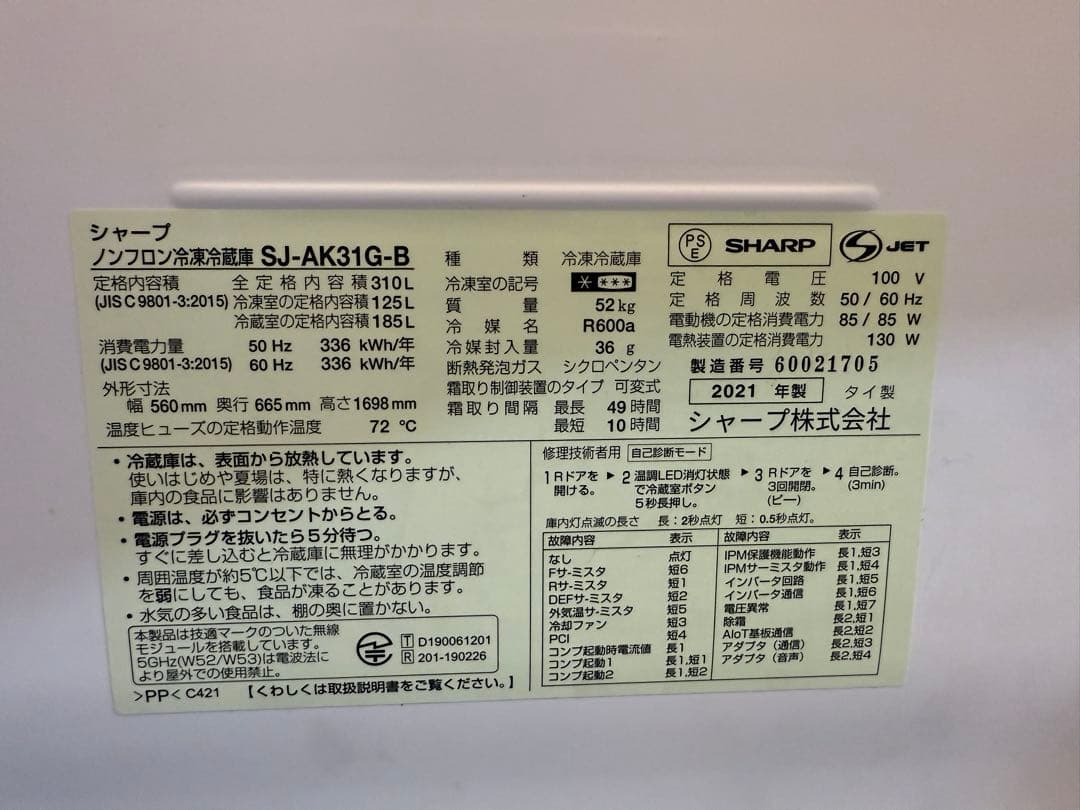 シャープ
ノンフロン冷凍冷蔵庫 SJ-AK31G-B
定格内容積 全定格内容積 310L
(JIS C 9801-3:2015) 冷凍室の定格内容積 125L
冷蔵室の定格内容積 185L
消費電力量 50 Hz 336 kWh/年
(JIS C 9801-3:2015) 60 Hz 336 kWh/年
外形寸法
幅 560mm 奥行 665mm 高さ 1698mm
温度ヒューズの定格動作温度 72 ℃
種類 冷凍冷蔵庫
冷凍室の記号 * ***
質量 52kg
冷媒名 R600a
冷媒封入量 36 g
断熱発泡ガス シクロペンタン
霜取り制御装置のタイプ 可変式
霜取り間隔 最長 49時間
最短 10時間
PSE SHARP S JET
定格電圧 100 V
定格周波数 50/60 Hz
電動機の定格消費電力 85/85 W
電熱装置の定格消費電力 130 W
製造番号 60021705
2021 年製 タイ製
シャープ株式会社
・冷蔵庫は、表面から放熱しています。
使いはじめや夏場は、特に熱くなりますが、
庫内の食品に影響はありません。
・電源は、必ずコンセントからとる。
・電源プラグを抜いたら5分待つ。
すぐに差し込むと冷蔵庫に無理がかかります。
・周囲温度が約5℃以下では、冷蔵室の温度調節
を弱にしても、食品が凍ることがあります。
・水気の多い食品は、棚の奥に置かない。
本製品は技適マークのついた無線
モジュールを搭載しています。
5GHz(W52/W53)は電波法に
より屋外での使用禁止。
T D190061201
R 201-190226
>PP< C421 【くわしくは取扱説明書をご覧ください。】
修理技術者用 自己診断モード
1 Rドアを開ける。 ▶ 2 温調LED消灯状態で冷蔵室ボタン5秒長押し。 ▶ 3 Rドアを3回開閉。(ピー) ▶ 4 自己診断。(3min)
庫内灯点滅の長さ 長：2秒点灯 短：0.5秒点灯。
故障内容 表示 故障内容 表示
なし 点灯 IPM保護機能動作 長1,短3
Fサ-ミスタ 短6 IPMサーミスタ動作 長1,短4
Rサ-ミスタ 短1 インバータ回路 長1,短5
DEFサ-ミスタ 短2 インバータ通信 長1,短6
外気温サ-ミスタ 短5 電圧異常 長1,短7
冷却ファン 短3 除霜 長2,短1
PCI 短4 AIoT基板通信 長2,短2
コンプ起動時電流値 長1 アダプタ（通信） 長2,短3
コンプ起動1 長1,短1 アダプタ（音声） 長2,短4
コンプ起動2 長1,短2